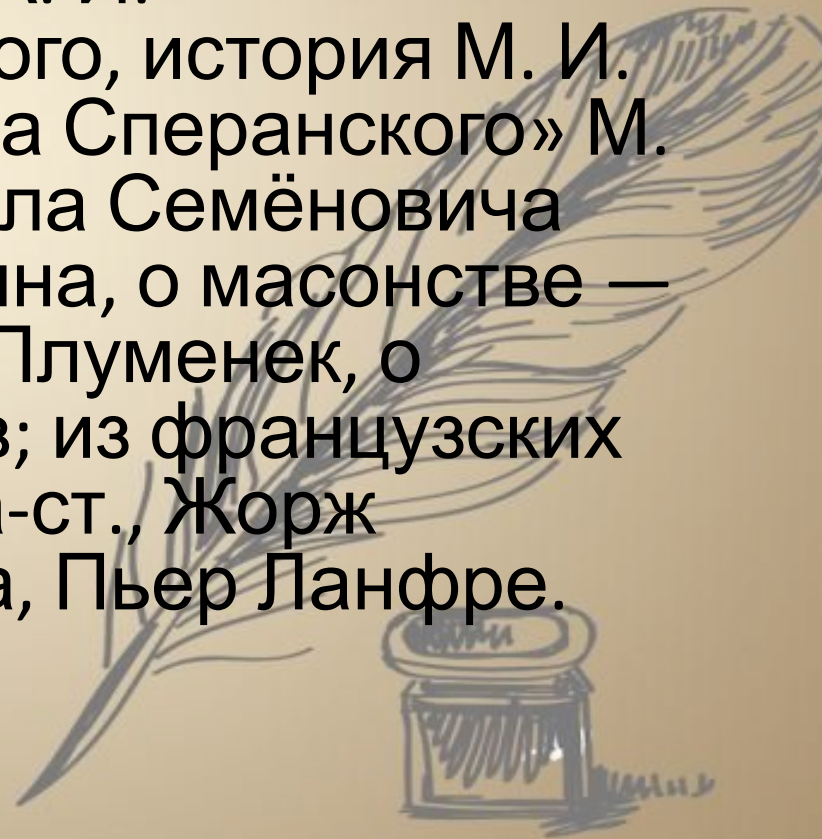 ого, история М. И.
а Сперанского» М.
ла Семёновича
на, о масонстве —
Плуменек, о
в; из французских
а-ст., Жорж
а, Пьер Ланфре.